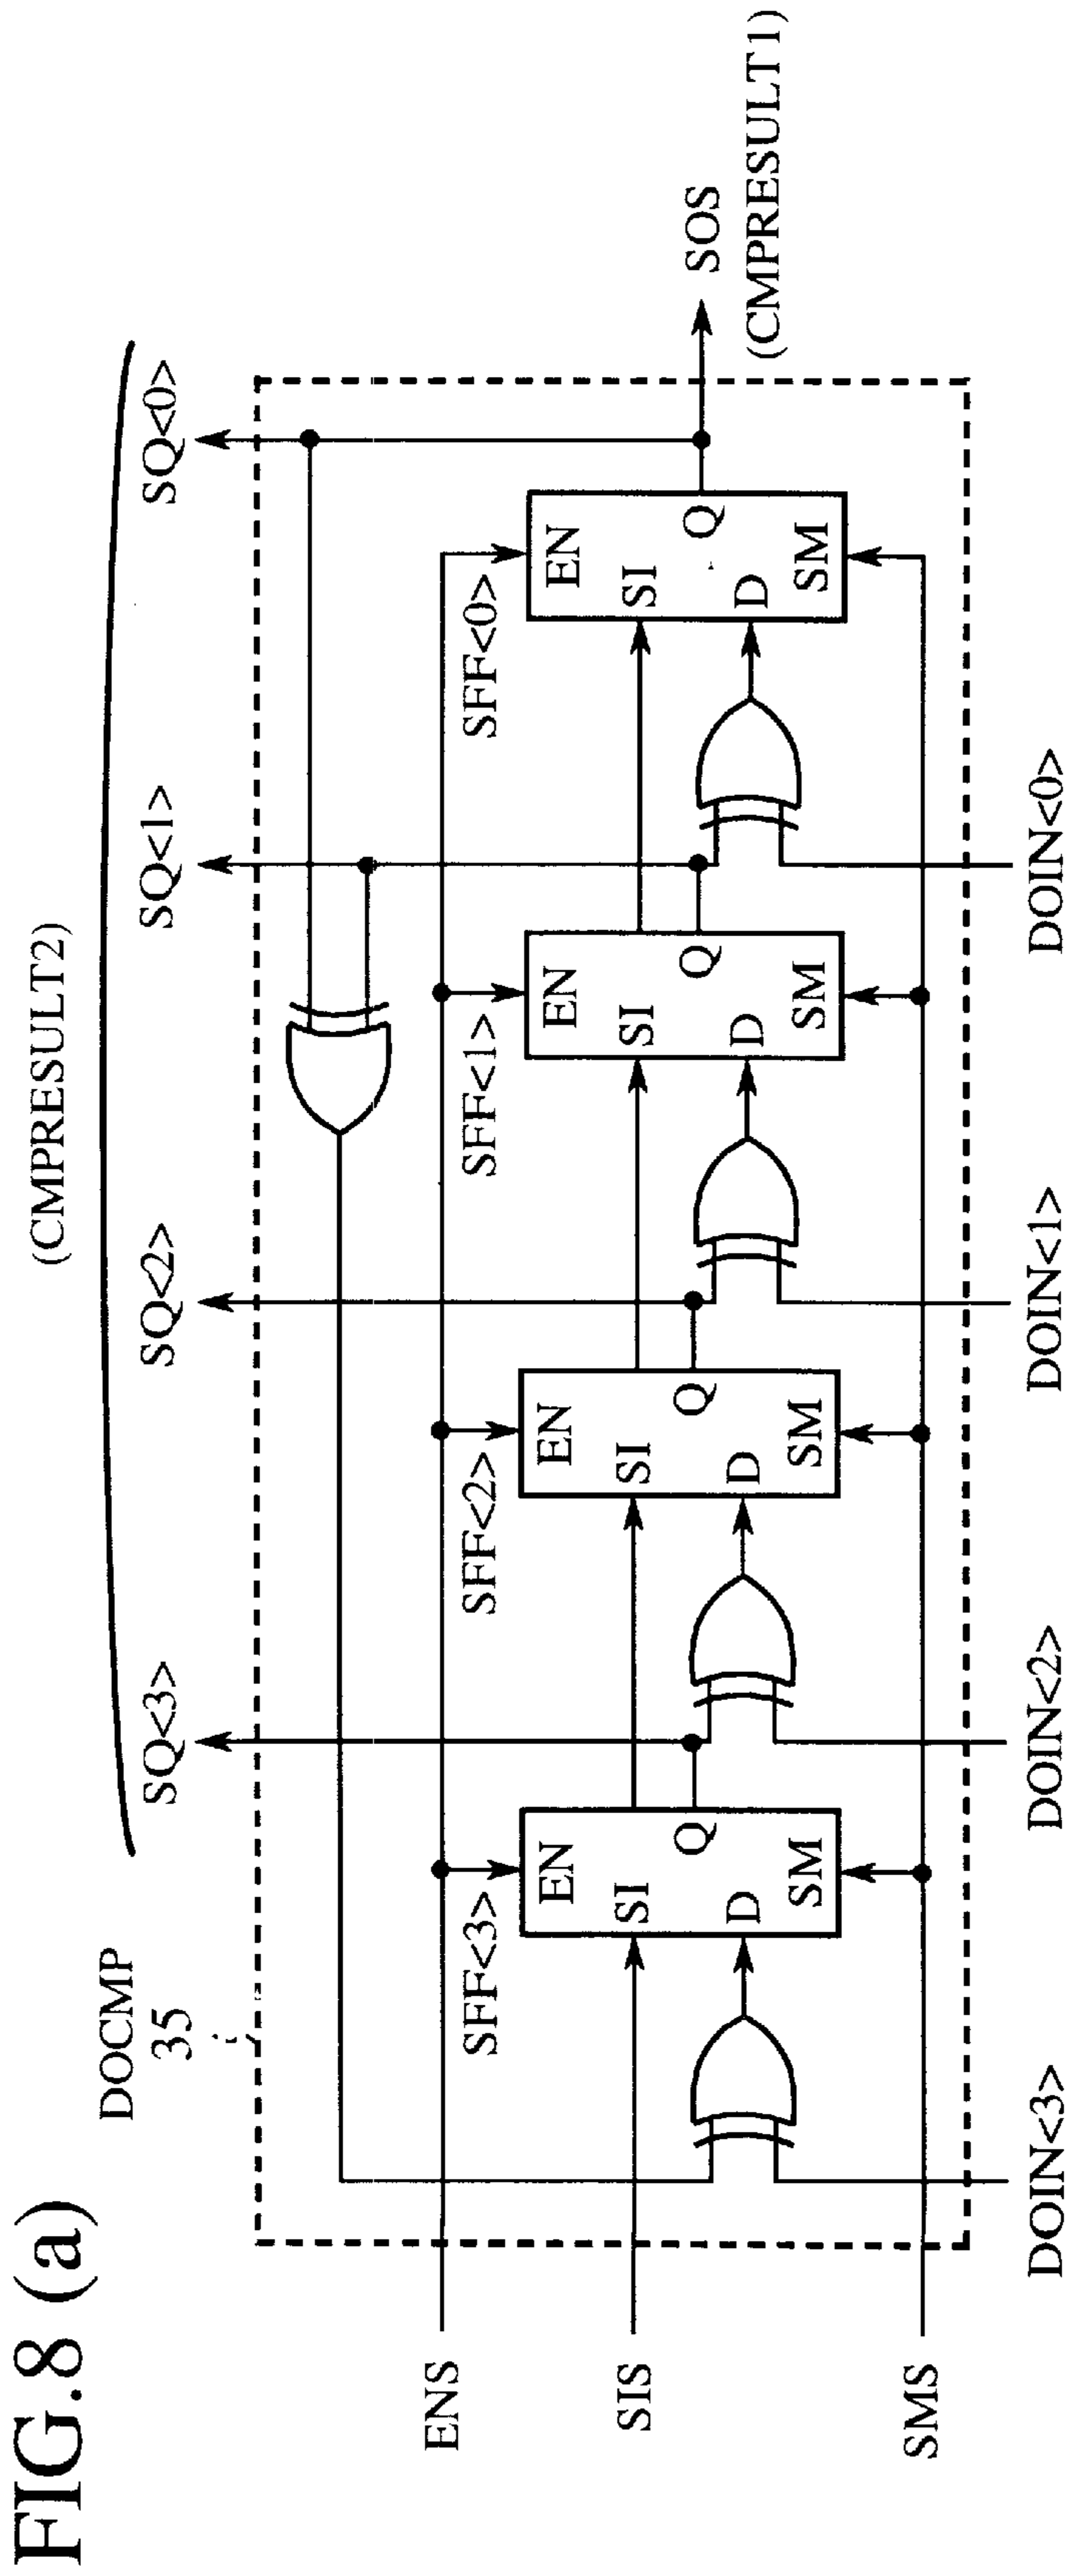 FIG.8 (a)
(CMPRESULT2)
DOCMP
35
SQ<3>
SQ<2>
SQ<1>
SQ<0>
ENS
SFF<3>
SFF<2>
SFF<1>
SFF<0>
EN
SI
Q
D
SM
EN
SI
Q
D
SM
EN
SI
Q
D
SM
EN
SI
Q
D
SM
SIS
SOS
(CMPRESULT1)
SMS
DOIN<3>
DOIN<2>
DOIN<1>
DOIN<0>